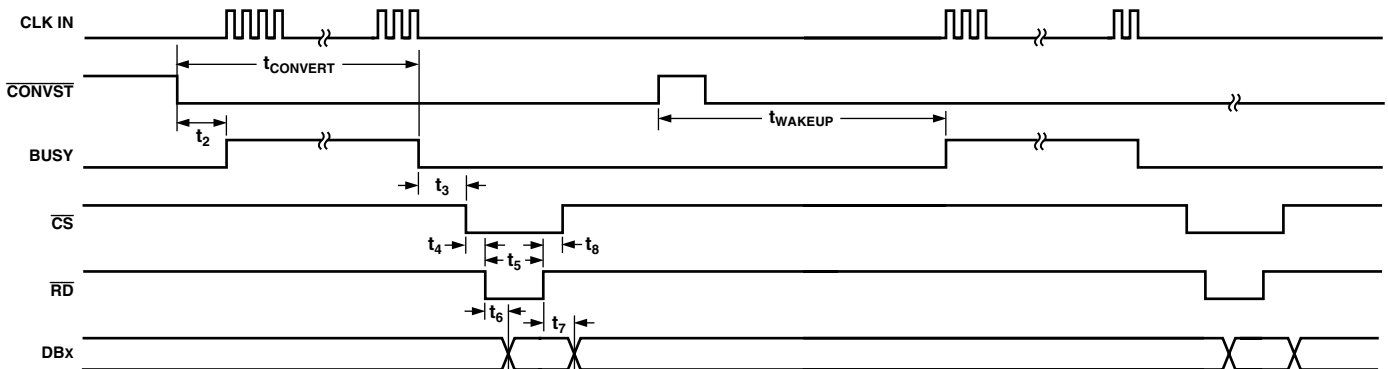 CLK IN
tCONVERT
CONVST
t2
tWAKEUP
BUSY
t3
CS
t4
t5
t8
RD
t6
t7
DBx